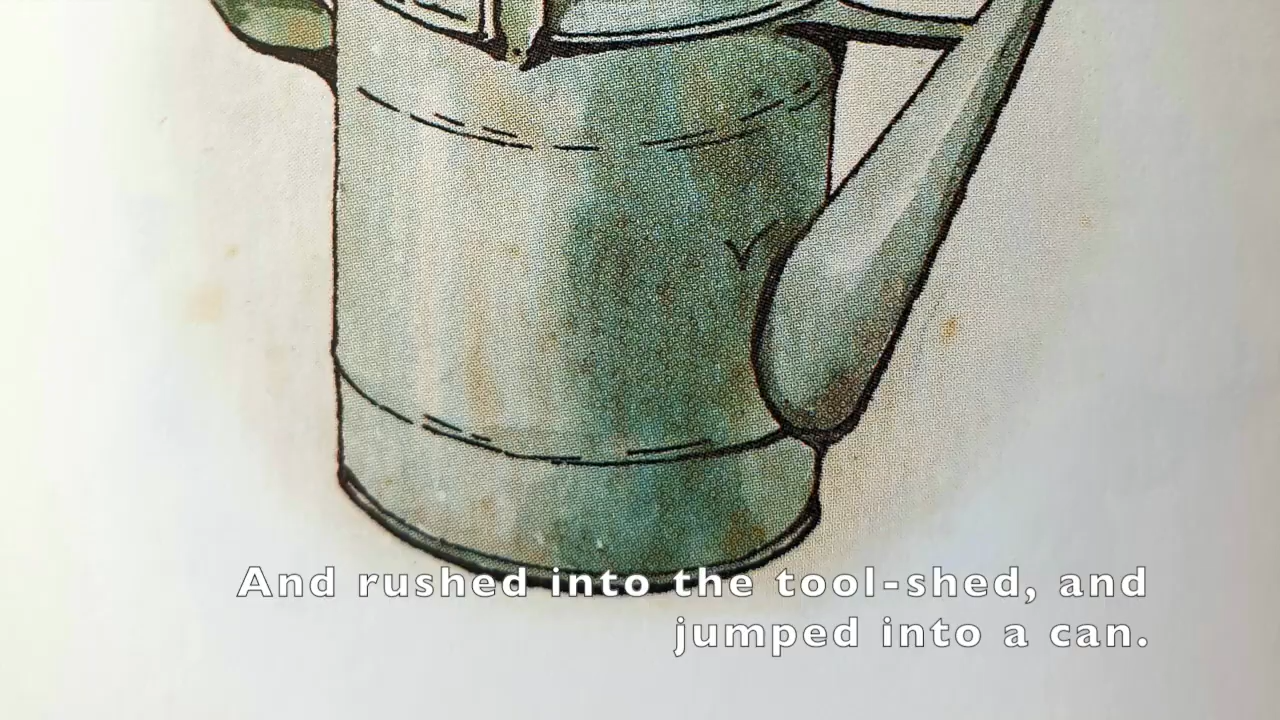 And rushed into the tool-shed, and
jumped into a can.